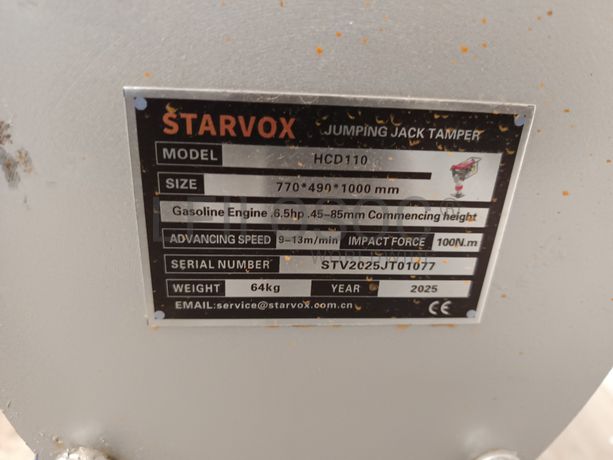 STARVOX JUMPING JACK TAMPER
MODEL HCD110
SIZE 770*490*1000 mm
Gasoline Engine .6.5hp .45-85mm Commencing height
ADVANCING SPEED 9-13m/min IMPACT FORCE 100N.m
SERIAL NUMBER STV2025JT01077
WEIGHT 64kg YEAR 2025
EMAIL:service@starvox.com.cn CE